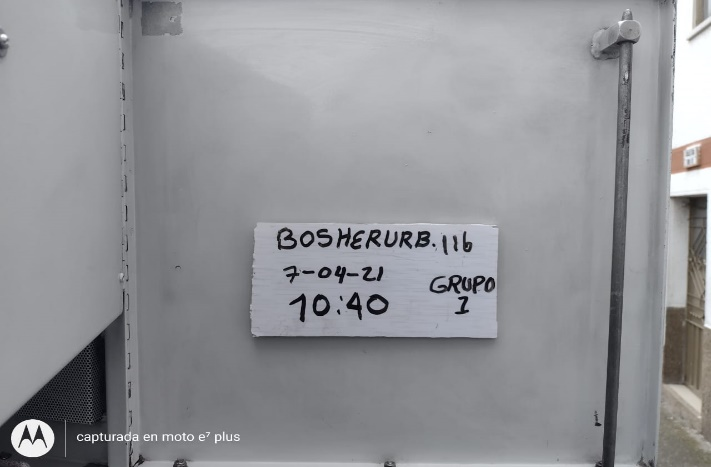 BOSHERURB.116
7-04-21
10:40
GRUPO
I
capturada en moto e⁷ plus